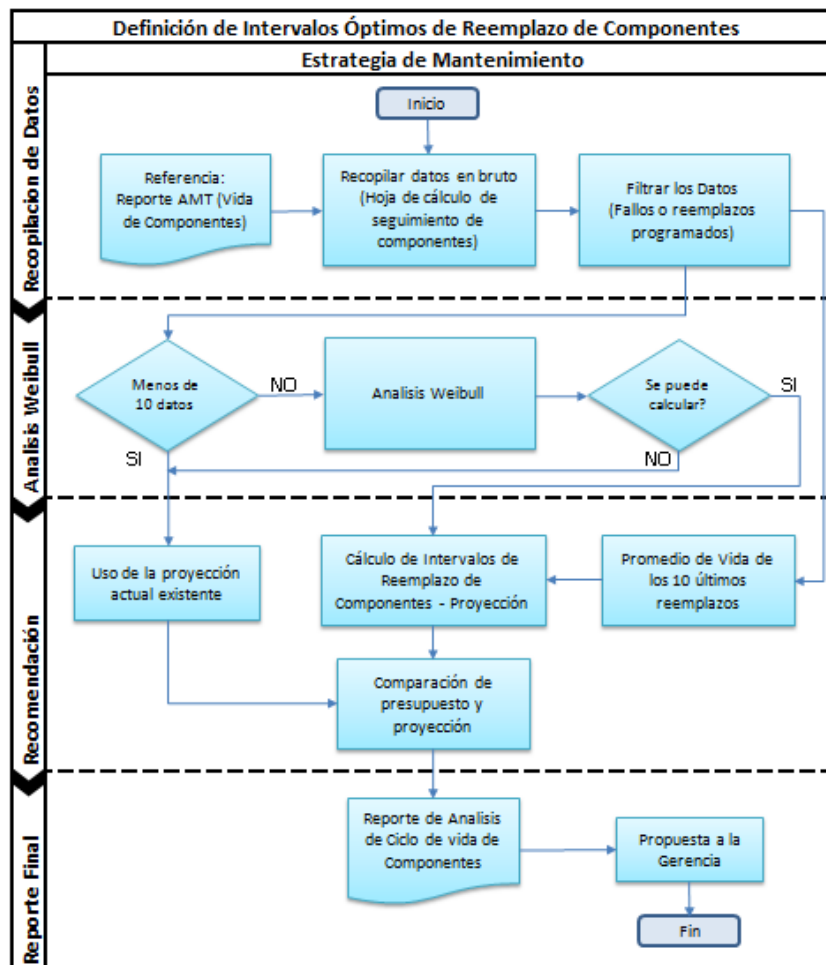 Definición de Intervalos Óptimos de Reemplazo de Componentes
Estrategia de Mantenimiento
Recopilacion de Datos
Inicio
Referencia:
Reporte AMT (Vida
de Componentes)
Recopilar datos en bruto
(Hoja de cálculo de
seguimiento de
componentes)
Filtrar los Datos
(Fallos o reemplazos
programados)
Analisis Weibull
Menos de
10 datos
NO
Analisis Weibull
Se puede
calcular?
SI
SI
NO
Recomendación
Uso de la proyección
actual existente
Cálculo de Intervalos de
Reemplazo de
Componentes - Proyección
Promedio de Vida de
los 10 últimos
reemplazos
Comparación de
presupuesto y
proyección
Reporte Final
Reporte de Analisis
de Ciclo de vida de
Componentes
Propuesta a la
Gerencia
Fin